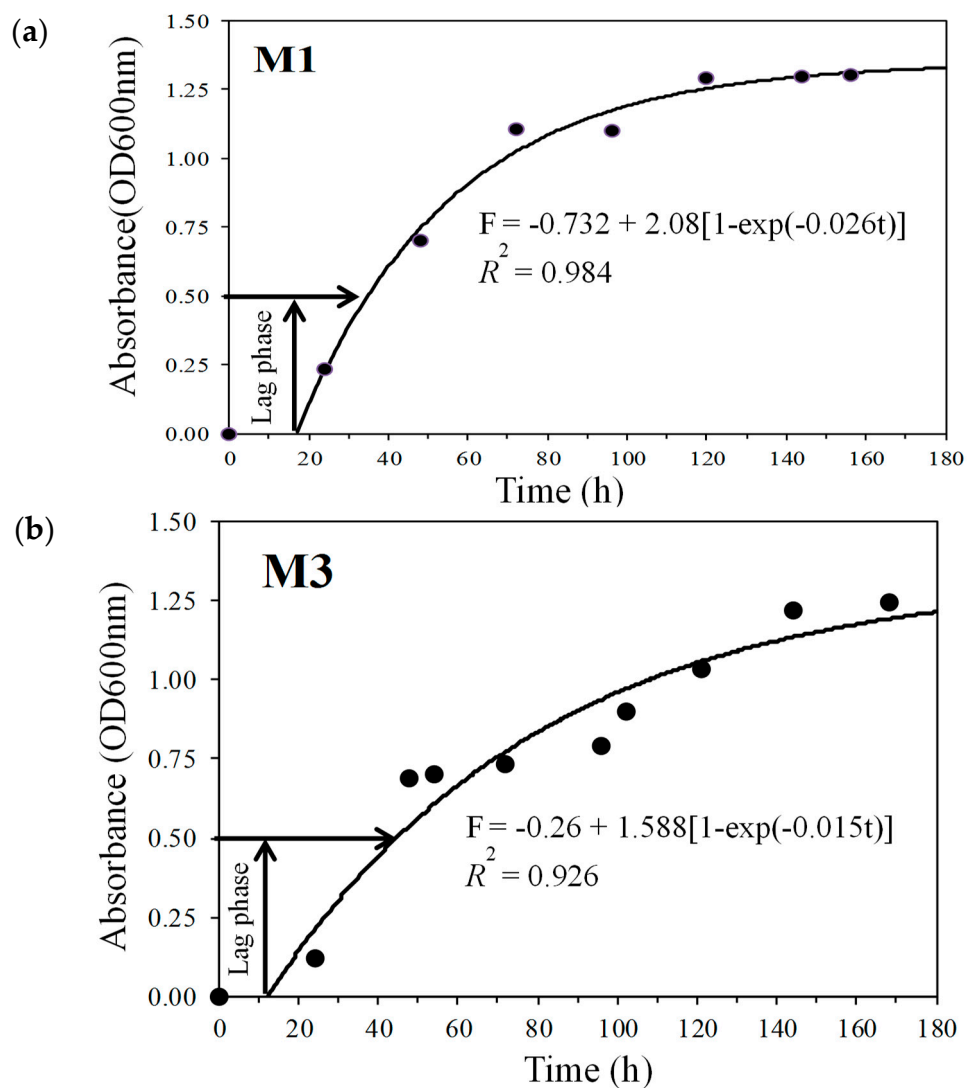 (a)
M1
Absorbance(OD600nm)
1.50
1.25
1.00
0.75
0.50
0.25
0.00
Lag phase
F = -0.732 + 2.08[1-exp(-0.026t)]
R² = 0.984
0 20 40 60 80 100 120 140 160 180
Time (h)
(b)
M3
Absorbance (OD600nm)
1.50
1.25
1.00
0.75
0.50
0.25
0.00
Lag phase
F = -0.26 + 1.588[1-exp(-0.015t)]
R² = 0.926
0 20 40 60 80 100 120 140 160 180
Time (h)